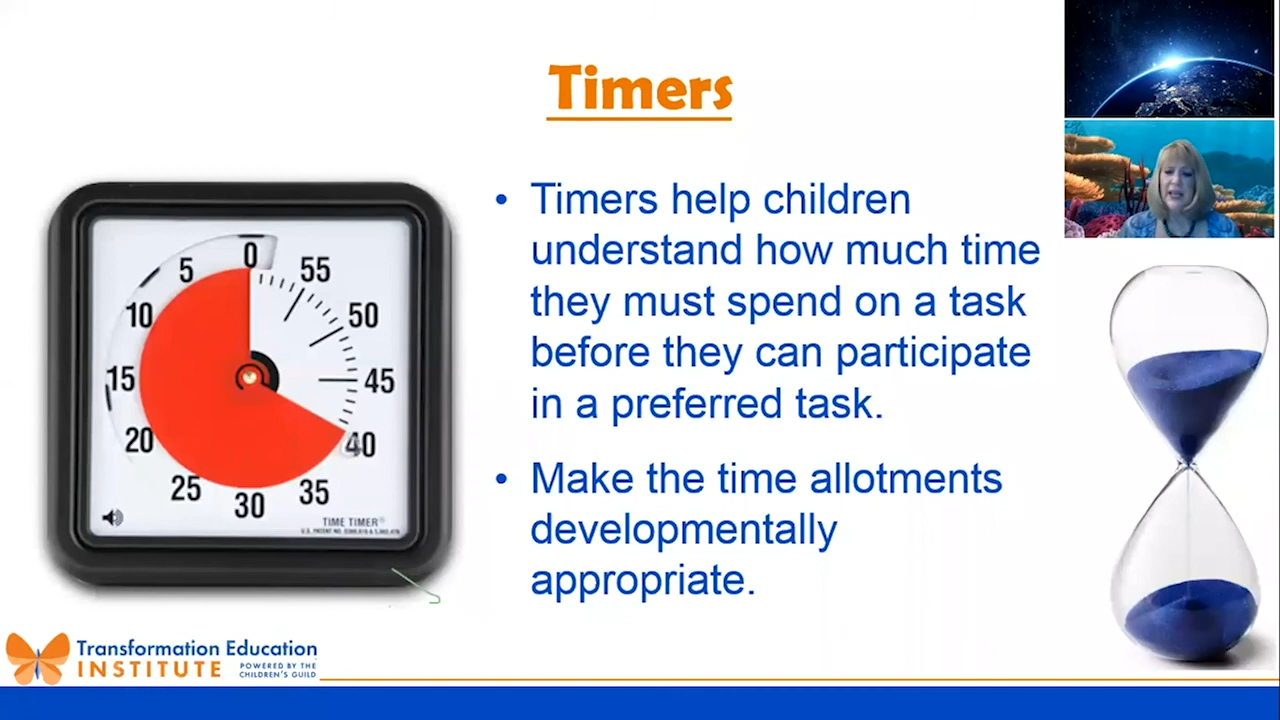 Timers
• Timers help children
understand how much time
they must spend on a task
before they can participate
in a preferred task.
• Make the time allotments
developmentally
appropriate.
0
55
50
45
40
35
30
25
20
15
10
5
TIME TIMER®
Transformation Education
INSTITUTE
POWERED BY THE
CHILDREN'S GUILD